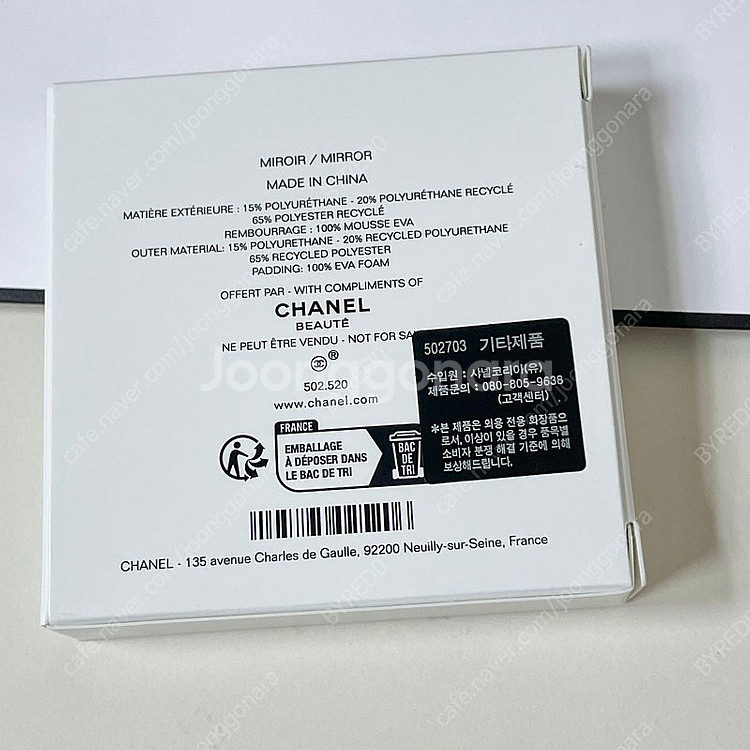 MIROIR / MIRROR
MADE IN CHINA
MATIÈRE EXTÉRIEURE : 15% POLYURÉTHANE - 20% POLYURÉTHANE RECYCLÉ
65% POLYESTER RECYCLÉ
REMBOURRAGE : 100% MOUSSE EVA
OUTER MATERIAL: 15% POLYURETHANE - 20% RECYCLED POLYURETHANE
65% RECYCLED POLYESTER
PADDING: 100% EVA FOAM
OFFERT PAR - WITH COMPLIMENTS OF
CHANEL
BEAUTÉ
NE PEUT ÊTRE VENDU - NOT FOR
®
Joonggonara
502.520
www.chanel.com
502703 기타제품
수입원 : 샤넬코리아(유)
제품문의 : 080-805-9638
(고객센터)
※본 제품은 외용 전용 화장품으
로서, 이상이 있을 경우 품목별
소비자 분쟁 해결 기준에 의해
보상해드립니다.
FRANCE
EMBALLAGE
À DÉPOSER DANS
LE BAC DE TRI
BAC
DE
TRI
CHANEL - 135 avenue Charles de Gaulle, 92200 Neuilly-sur-Seine, France
cafe.naver.com/joonggonara
BYREDO